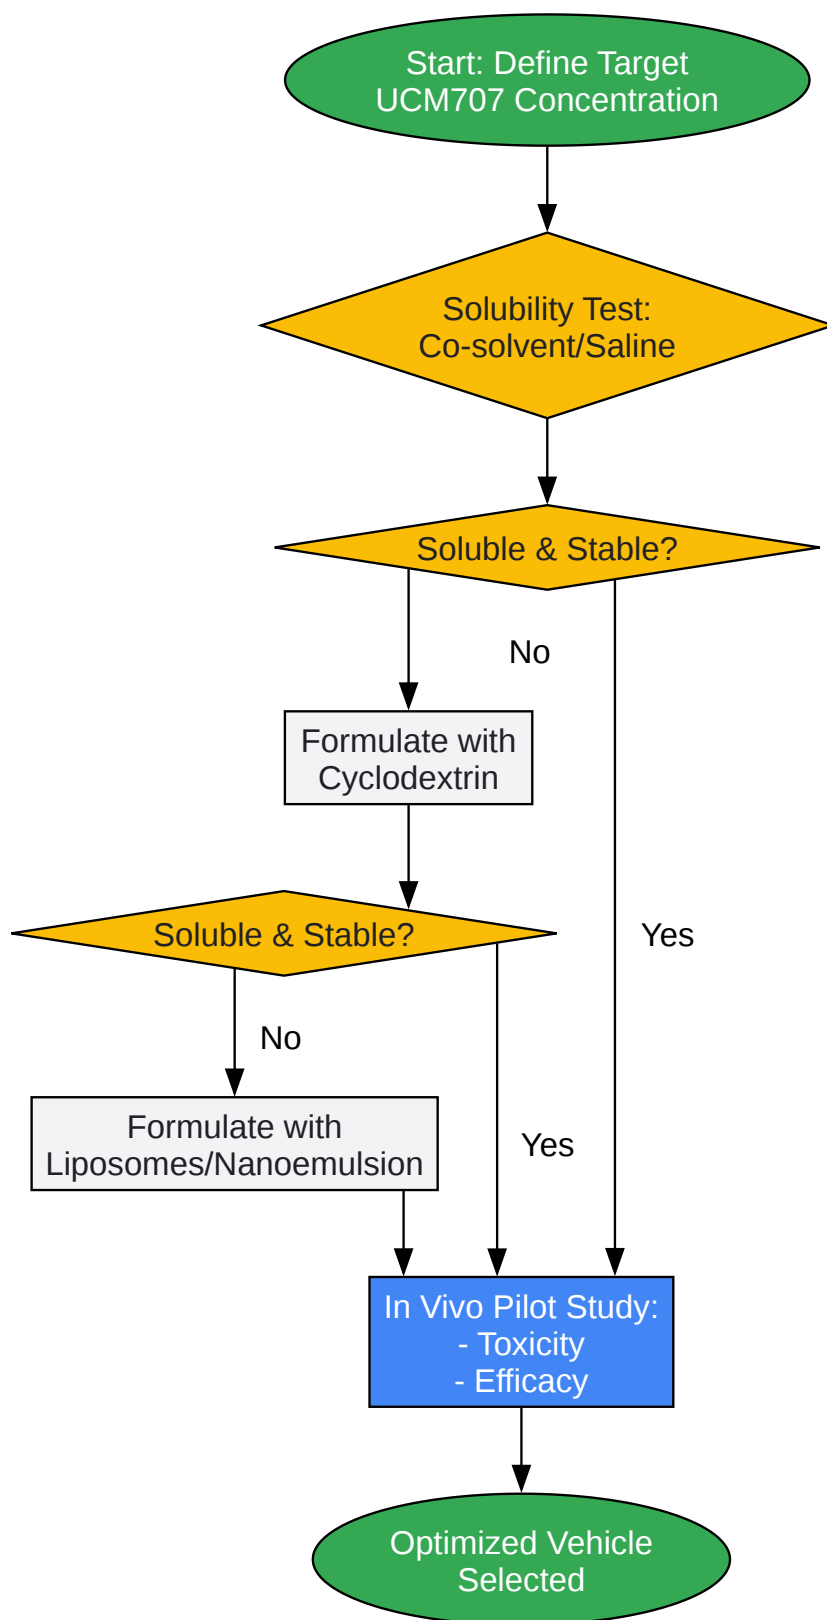 Start: Define Target
UCM707 Concentration
Solubility Test:
Co-solvent/Saline
Soluble & Stable?
No
Formulate with
Cyclodextrin
Soluble & Stable?
Yes
No
Formulate with
Liposomes/Nanoemulsion
Yes
In Vivo Pilot Study:
- Toxicity
- Efficacy
Optimized Vehicle
Selected